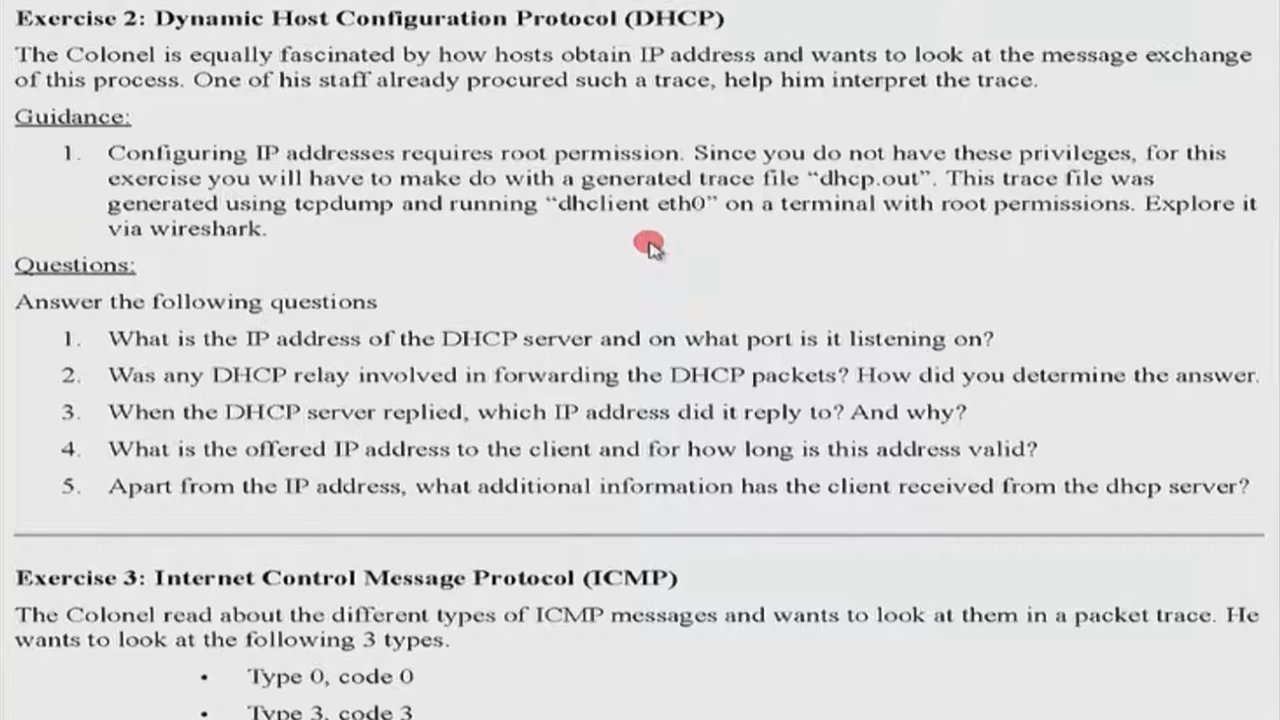 Exercise 2: Dynamic Host Configuration Protocol (DHCP)
The Colonel is equally fascinated by how hosts obtain IP address and wants to look at the message exchange
of this process. One of his staff already procured such a trace, help him interpret the trace.
Guidance:
1. Configuring IP addresses requires root permission. Since you do not have these privileges, for this
exercise you will have to make do with a generated trace file “dhcp.out”. This trace file was
generated using tcpdump and running “dhclient eth0” on a terminal with root permissions. Explore it
via wireshark.
Questions:
Answer the following questions
1. What is the IP address of the DHCP server and on what port is it listening on?
2. Was any DHCP relay involved in forwarding the DHCP packets? How did you determine the answer.
3. When the DHCP server replied, which IP address did it reply to? And why?
4. What is the offered IP address to the client and for how long is this address valid?
5. Apart from the IP address, what additional information has the client received from the dhcp server?
Exercise 3: Internet Control Message Protocol (ICMP)
The Colonel read about the different types of ICMP messages and wants to look at them in a packet trace. He
wants to look at the following 3 types.
• Type 0, code 0
• Type 3, code 3